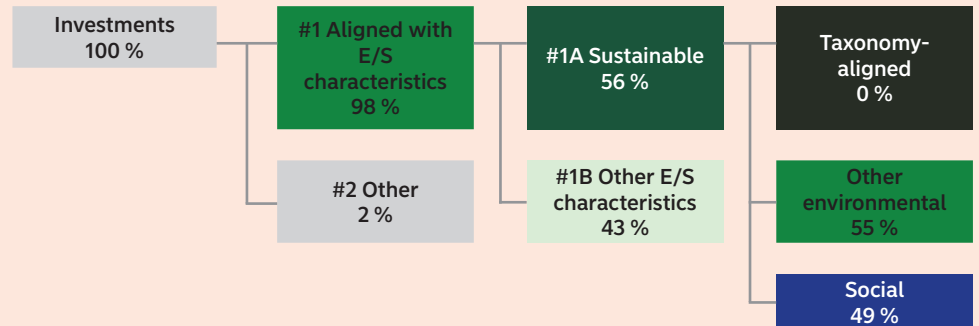 Investments
100 %
#1 Aligned with
E/S
characteristics
98 %
#2 Other
2 %
#1A Sustainable
56 %
#1B Other E/S
characteristics
43 %
Taxonomy-
aligned
0 %
Other
environmental
55 %
Social
49 %